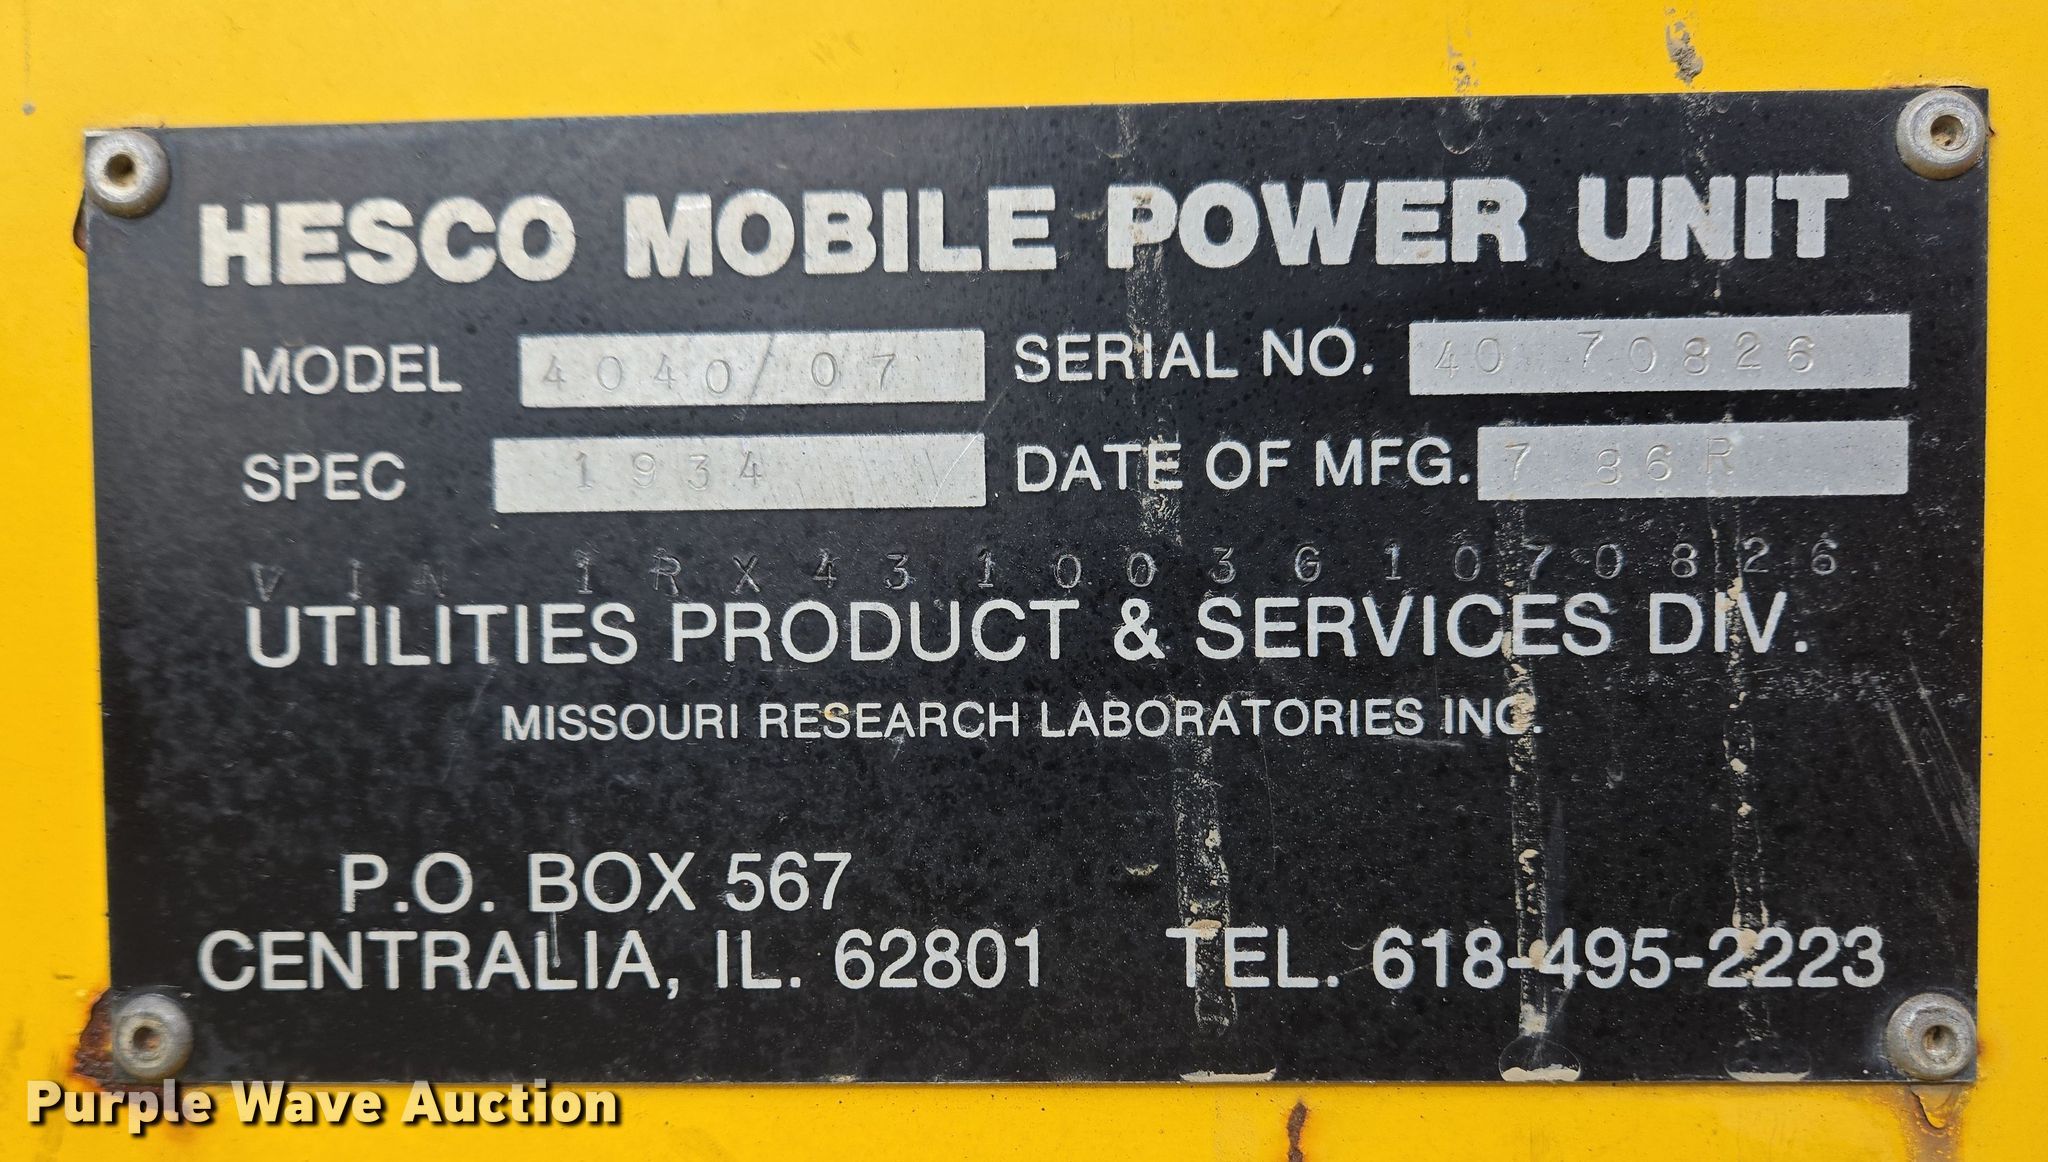 HESCO MOBILE POWER UNIT
MODEL 4040/07 SERIAL NO. 40 70826
SPEC 1934 DATE OF MFG. 7 86R
VIN 1RX431003G1070826
UTILITIES PRODUCT & SERVICES DIV.
MISSOURI RESEARCH LABORATORIES INC.
P.O. BOX 567
CENTRALIA, IL. 62801 TEL. 618-495-2223
Purple Wave Auction